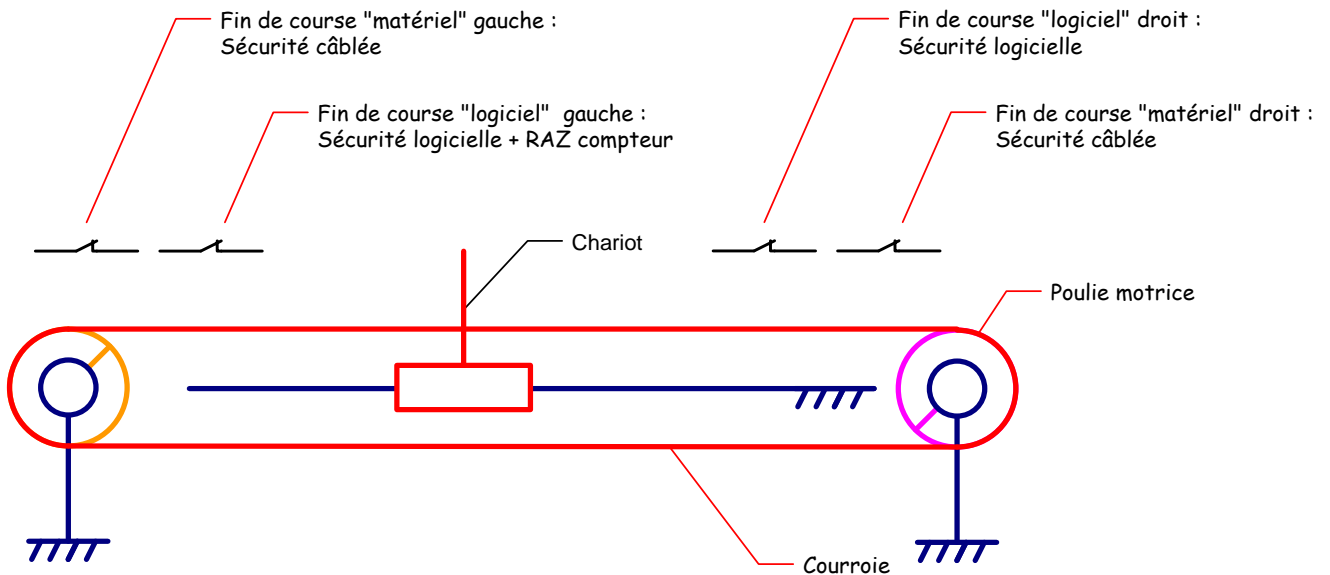 Fin de course "matériel" gauche :
Sécurité câblée
Fin de course "logiciel" droit :
Sécurité logicielle
Fin de course "logiciel" gauche :
Sécurité logicielle + RAZ compteur
Fin de course "matériel" droit :
Sécurité câblée
Chariot
Poulie motrice
Courroie